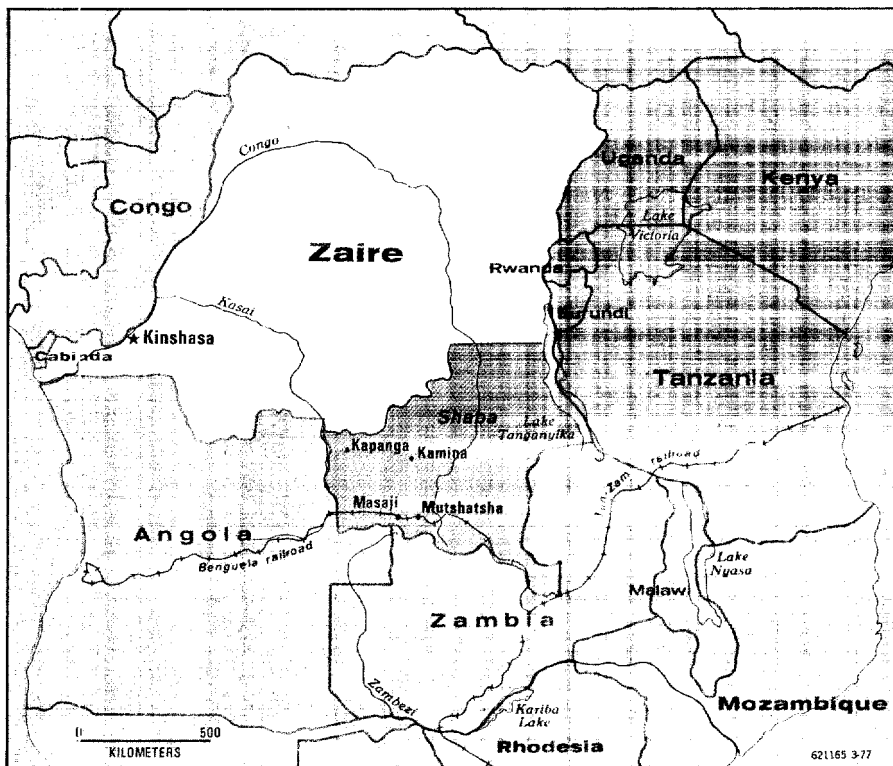 Congo
Uganda
Kenya
Congo
Lake
Victoria
Zaire
Rwanda
Kasai
Burundi
Kinshasa
Cabinda
Tanzania
Shaba
Lake
Tanganyika
Kapanga
Kamina
Tan-Zam railroad
Masaji
Mutshatsha
Angola
Benguela railroad
Lake
Nyasa
Malawi
Zambia
Zambezi
Mozambique
Kariba
Lake
0 500
KILOMETERS
Rhodesia
621165 3-77